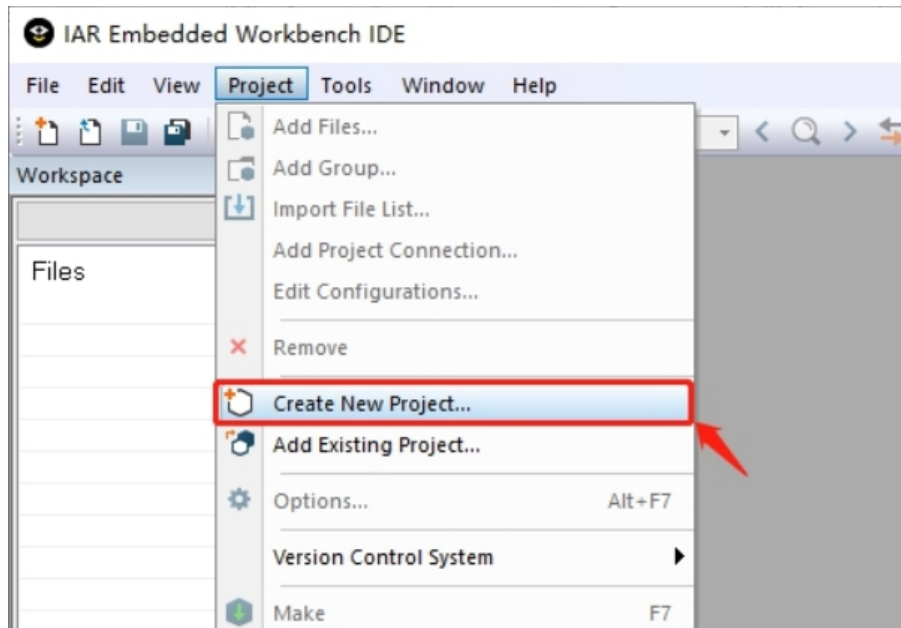 IAR Embedded Workbench IDE
File Edit View Project Tools Window Help
Workspace
Files
Add Files...
Add Group...
Import File List...
Add Project Connection...
Edit Configurations...
Remove
Create New Project...
Add Existing Project...
Options... Alt+F7
Version Control System
Make F7